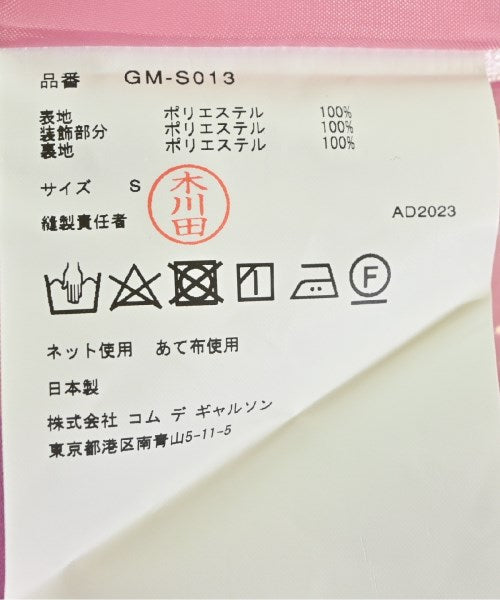 品番 GM-S013
表地 ポリエステル 100%
装飾部分 ポリエステル 100%
裏地 ポリエステル 100%
サイズ S
木川田
縫製責任者
AD2023
F
ネット使用 あて布使用
日本製
株式会社 コム デ ギャルソン
東京都港区南青山5-11-5